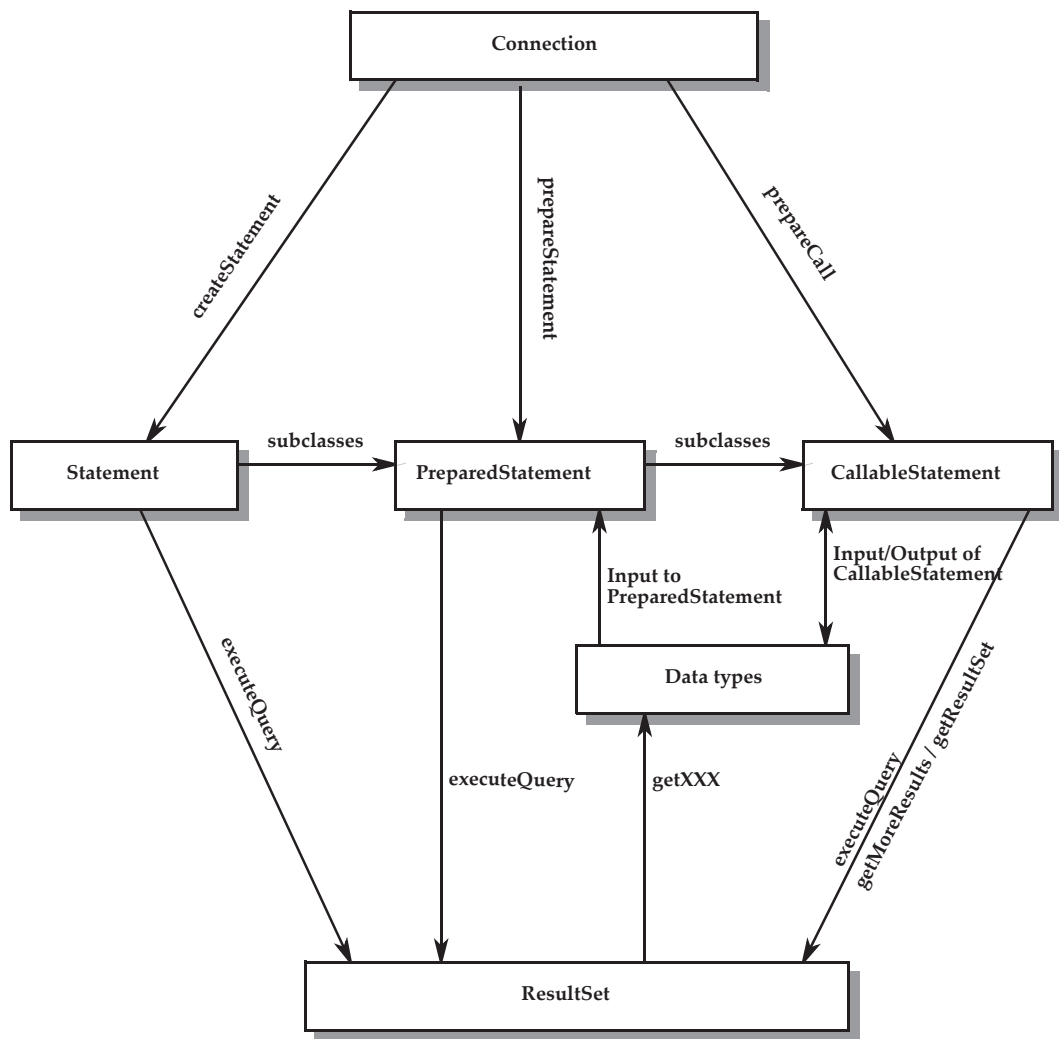 Connection
createStatement
prepareStatement
prepareCall
subclasses
subclasses
Statement
PreparedStatement
CallableStatement
Input to
PreparedStatement
Input/Output of
CallableStatement
Data types
executeQuery
executeQuery
getXXX
executeQuery
getMoreResults / getResultSet
ResultSet